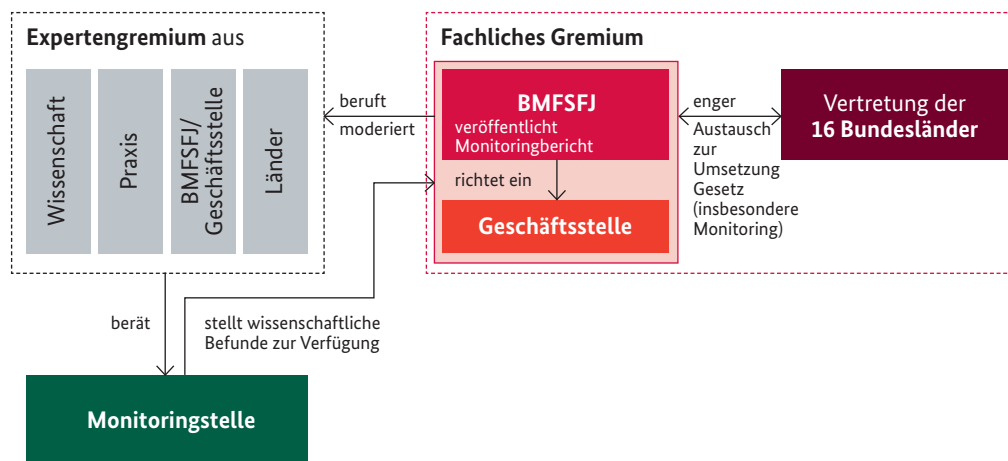 Expertengremium aus
Wissenschaft
Praxis
BMFSFJ/
Geschäftsstelle
Länder
beruft
moderiert
Fachliches Gremium
BMFSFJ
veröffentlicht
Monitoringbericht
richtet ein
Geschäftsstelle
enger
Austausch
zur
Umsetzung
Gesetz
(insbesondere
Monitoring)
Vertretung der
16 Bundesländer
berät
stellt wissenschaftliche
Befunde zur Verfügung
Monitoringstelle